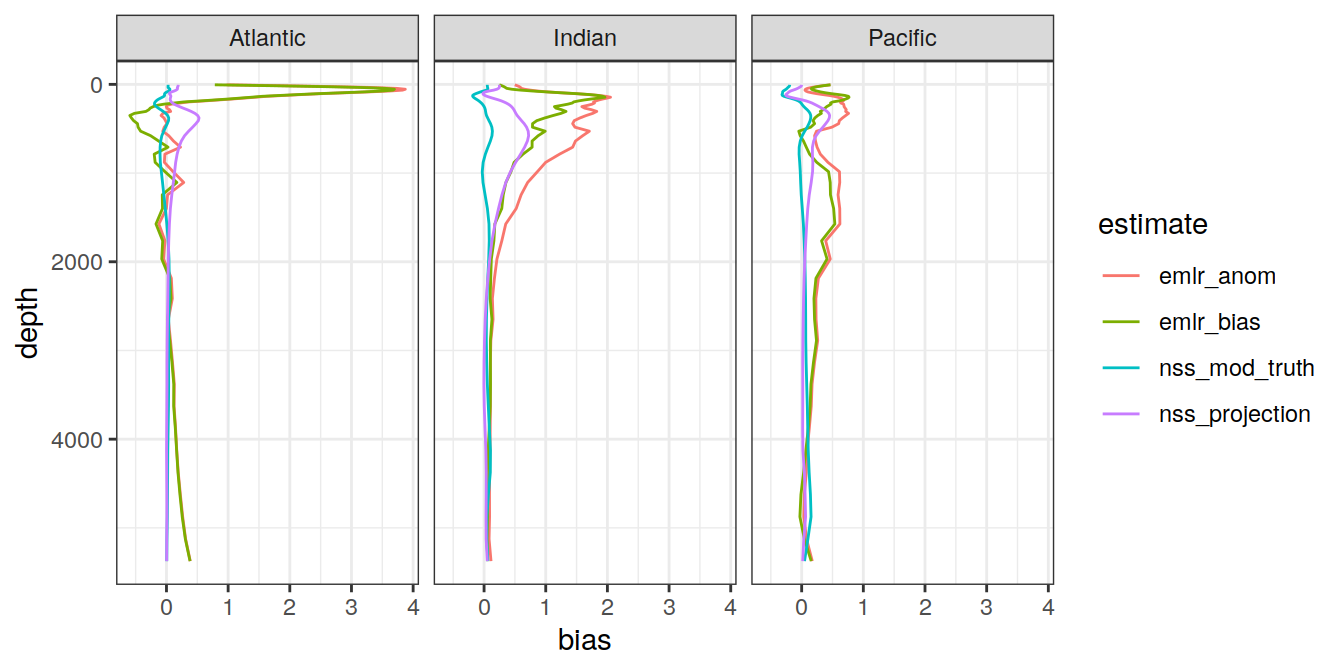 Atlantic Indian Pacific
0
2000
4000
depth
0 1 2 3 4 0 1 2 3 4 0 1 2 3 4
bias
estimate
emlr_anom
emlr_bias
nss_mod_truth
nss_projection